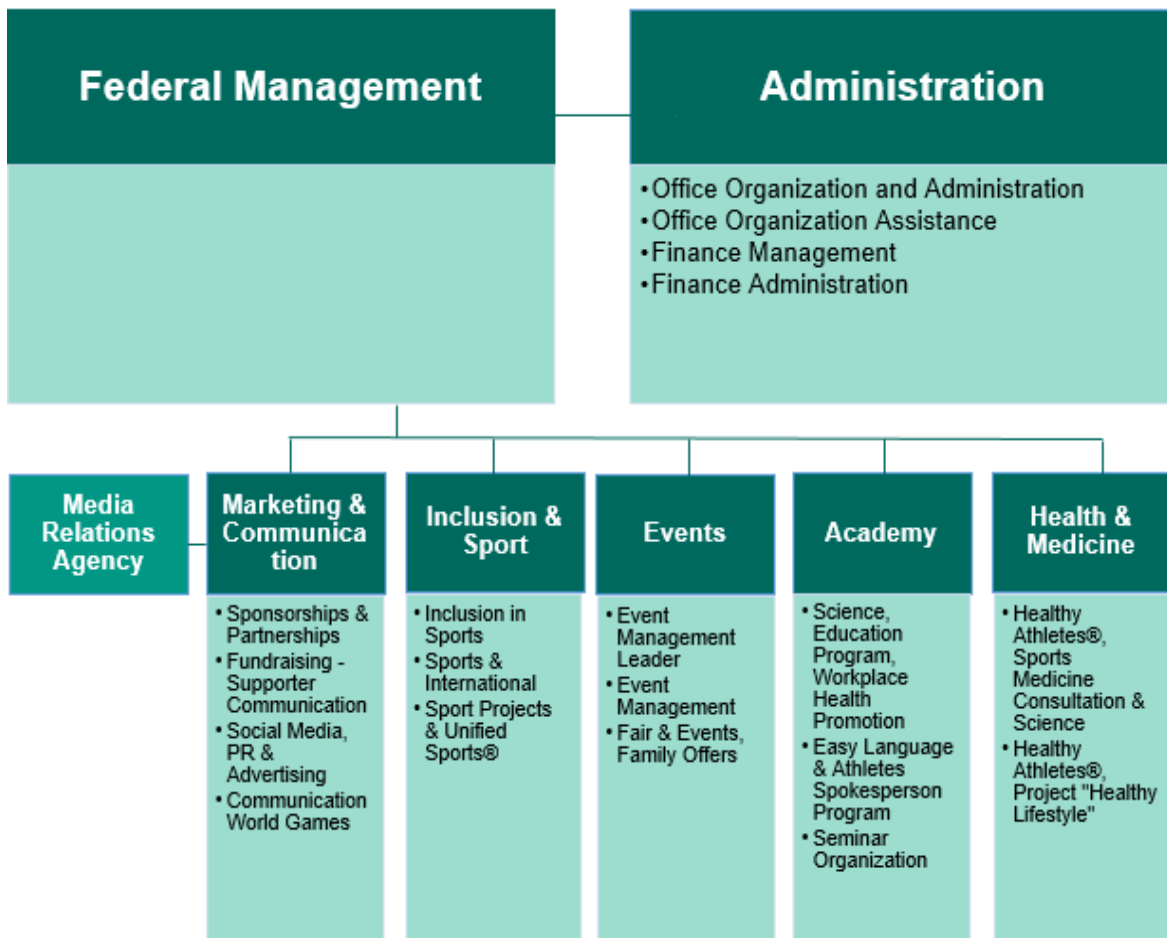 Federal Management
Administration
•Office Organization and Administration
•Office Organization Assistance
•Finance Management
•Finance Administration
Media
Relations
Agency
Marketing &
Communica
tion
• Sponsorships &
Partnerships
• Fundraising -
Supporter
Communication
• Social Media,
PR &
Advertising
• Communication
World Games
Inclusion &
Sport
• Inclusion in
Sports
• Sports &
International
• Sport Projects
& Unified
Sports®
Events
• Event
Management
Leader
• Event
Management
• Fair & Events,
Family Offers
Academy
• Science,
Education
Program,
Workplace
Health
Promotion
• Easy Language
& Athletes
Spokesperson
Program
• Seminar
Organization
Health &
Medicine
• Healthy
Athletes®,
Sports
Medicine
Consultation &
Science
• Healthy
Athletes®,
Project "Healthy
Lifestyle"